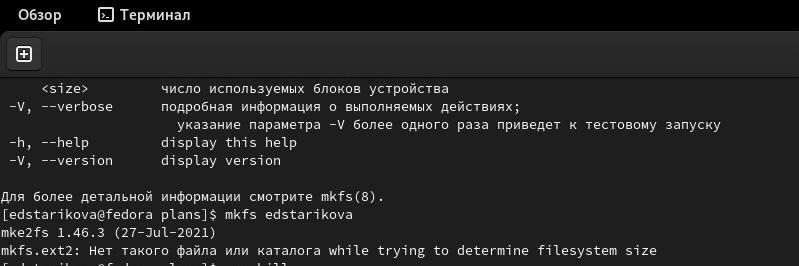 Обзор Терминал
<size> число используемых блоков устройства
-V, --verbose подробная информация о выполняемых действиях;
указание параметра -V более одного раза приведет к тестовому запуску
-h, --help display this help
-V, --version display version
Для более детальной информации смотрите mkfs(8).
[edstarikova@fedora plans]$ mkfs edstarikova
mke2fs 1.46.3 (27-Jul-2021)
mkfs.ext2: Нет такого файла или каталога while trying to determine filesystem size